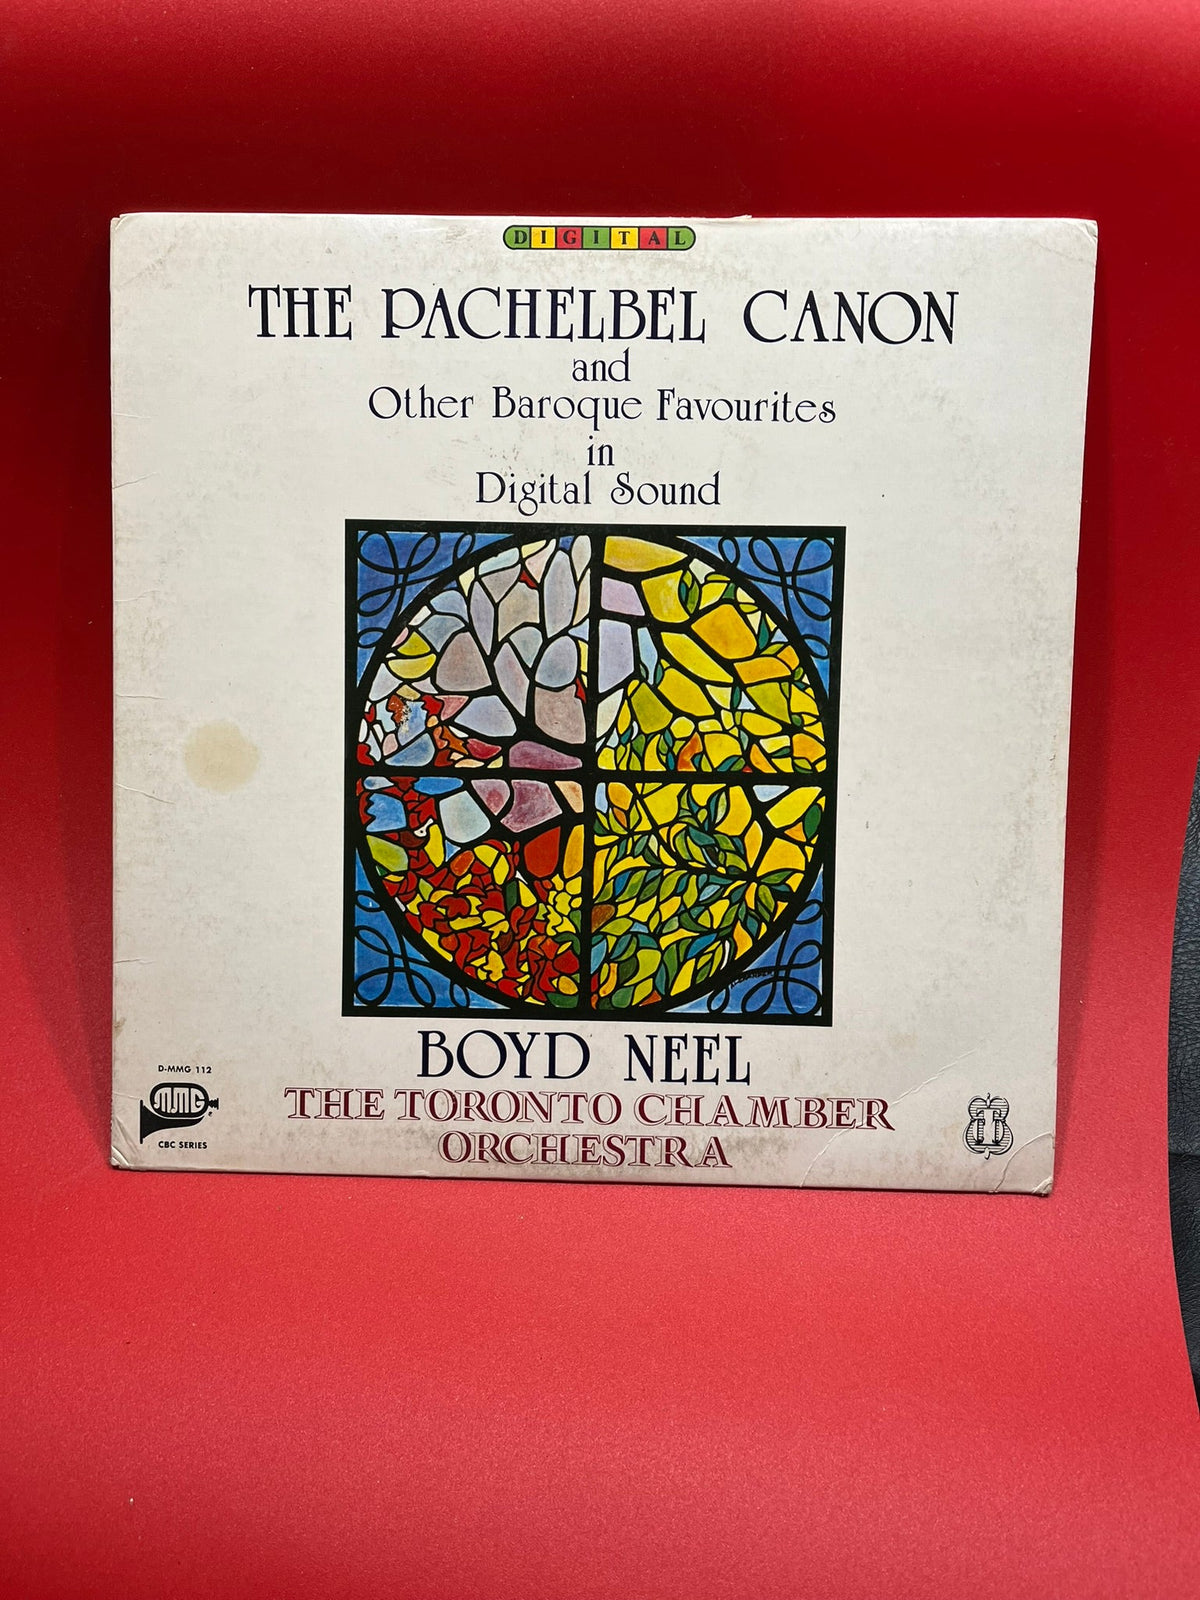 DIGITAL
THE PACHELBEL CANON
and
Other Baroque Favourites
in
Digital Sound
BOYD NEEL
THE TORONTO CHAMBER
ORCHESTRA
D-MMG 112
MMG
CBC SERIES